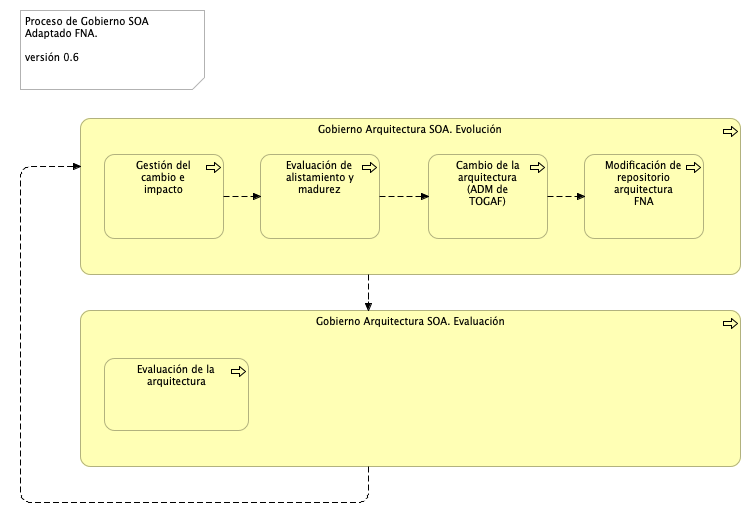 Proceso de Gobierno SOA
Adaptado FNA.
versión 0.6
Gobierno Arquitectura SOA. Evolución
Gestión del
cambio e
impacto
Evaluación de
alistamiento y
madurez
Cambio de la
arquitectura
(ADM de
TOGAF)
Modificación de
repositorio
arquitectura
FNA
Gobierno Arquitectura SOA. Evaluación
Evaluación de la
arquitectura